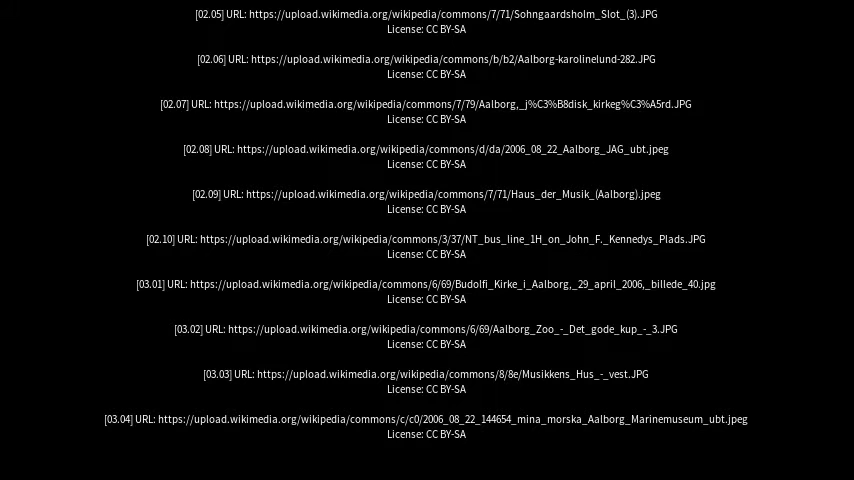 [02.05] URL: https://upload.wikimedia.org/wikipedia/commons/7/71/Sohngaardsholm_Slot_(3).JPG
License: CC BY-SA
[02.06] URL: https://upload.wikimedia.org/wikipedia/commons/b/b2/Aalborg-karolinelund-282.JPG
License: CC BY-SA
[02.07] URL: https://upload.wikimedia.org/wikipedia/commons/7/79/Aalborg,_j%C3%B8disk_kirkeg%C3%A5rd.JPG
License: CC BY-SA
[02.08] URL: https://upload.wikimedia.org/wikipedia/commons/d/da/2006_08_22_Aalborg_JAG_ubt.jpeg
License: CC BY-SA
[02.09] URL: https://upload.wikimedia.org/wikipedia/commons/7/71/Haus_der_Musik_(Aalborg).jpeg
License: CC BY-SA
[02.10] URL: https://upload.wikimedia.org/wikipedia/commons/3/37/NT_bus_line_1H_on_John_F._Kennedys_Plads.JPG
License: CC BY-SA
[03.01] URL: https://upload.wikimedia.org/wikipedia/commons/6/69/Budolfi_Kirke_i_Aalborg,_29_april_2006,_billede_40.jpg
License: CC BY-SA
[03.02] URL: https://upload.wikimedia.org/wikipedia/commons/6/69/Aalborg_Zoo_-_Det_gode_kup_-_3.JPG
License: CC BY-SA
[03.03] URL: https://upload.wikimedia.org/wikipedia/commons/8/8e/Musikkens_Hus_-_vest.JPG
License: CC BY-SA
[03.04] URL: https://upload.wikimedia.org/wikipedia/commons/c/c0/2006_08_22_144654_mina_morska_Aalborg_Marinemuseum_ubt.jpeg
License: CC BY-SA